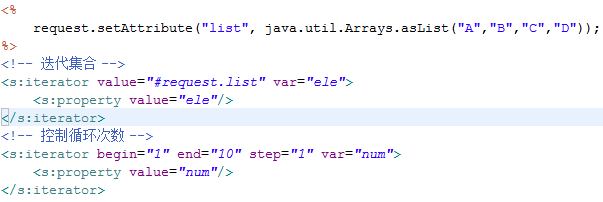 <%
request.setAttribute("list", java.util.Arrays.asList("A","B","C","D"));
%>
<!-- 迭代集合 -->
<s:iterator value="#request.list" var="ele">
<s:property value="ele"/>
</s:iterator>
<!-- 控制循环次数 -->
<s:iterator begin="1" end="10" step="1" var="num">
<s:property value="num"/>
</s:iterator>